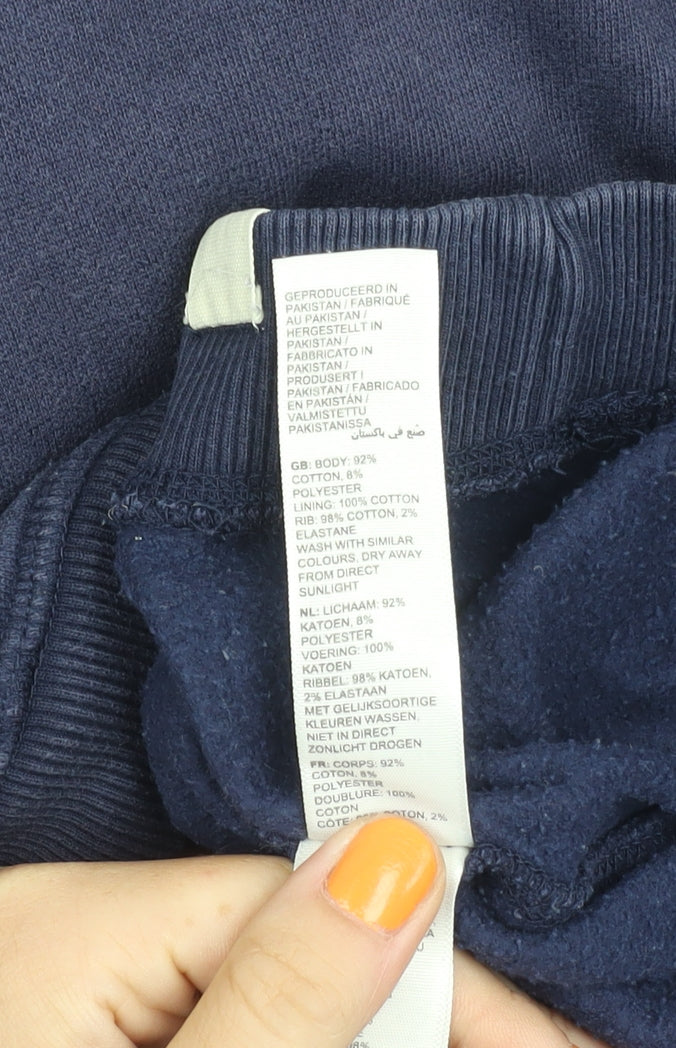 GEPRODUCEERD IN
PAKISTAN / FABRIQUÉ
AU PAKISTAN /
HERGESTELLT IN
PAKISTAN /
FABBRICATO IN
PAKISTAN /
PRODUSERT I
PAKISTAN / FABRICADO
EN PAKISTÁN /
VALMISTETTU
PAKISTANISSA
صنع في باكستان
GB: BODY: 92%
COTTON, 8%
POLYESTER
LINING: 100% COTTON
RIB: 98% COTTON, 2%
ELASTANE
WASH WITH SIMILAR
COLOURS, DRY AWAY
FROM DIRECT
SUNLIGHT
NL: LICHAAM: 92%
KATOEN, 8%
POLYESTER
VOERING: 100%
KATOEN
RIBBEL: 98% KATOEN,
2% ELASTAAN
MET GELIJKSOORTIGE
KLEUREN WASSEN,
NIET IN DIRECT
ZONLICHT DROGEN
FR: CORPS: 92%
COTON, 8%
POLYESTER
DOUBLURE: 100%
COTON
CÔTE: COTON, 2%